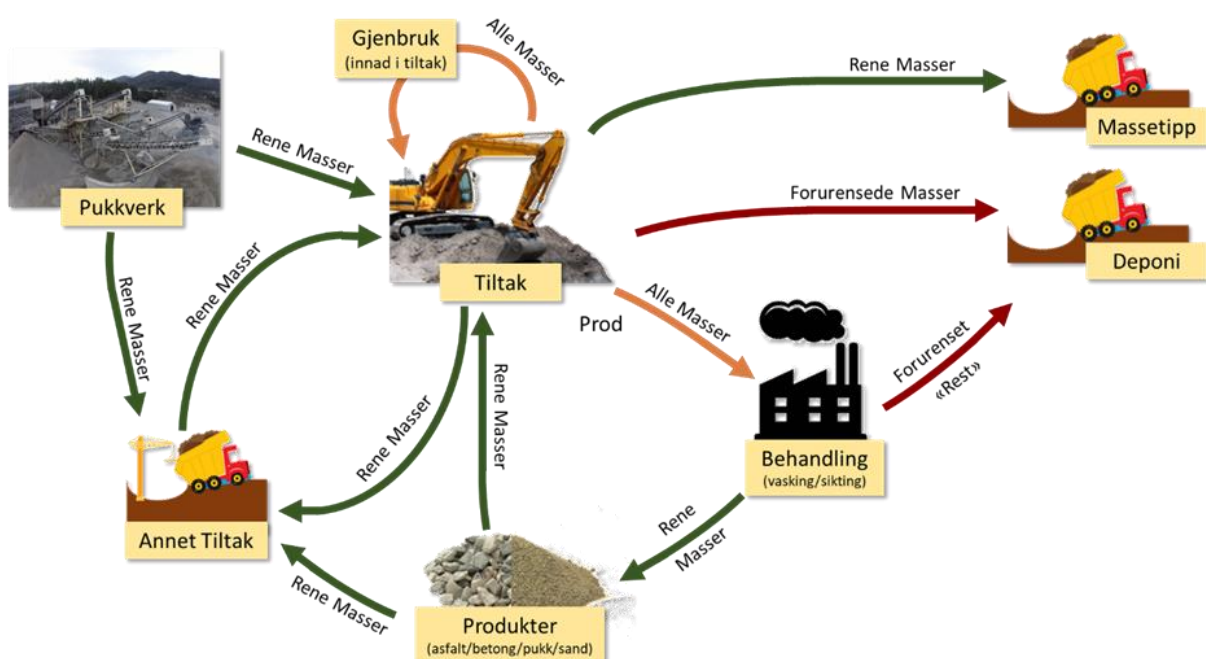 Gjenbruk
(innad i tiltak)
Alle Masser
Rene Masser
Massetipp
Rene Masser
Pukkverk
Forurensede Masser
Deponi
Tiltak
Rene Masser
Rene Masser
Prod
Alle Masser
Forurenset
«Rest»
Rene Masser
Rene Masser
Behandling
(vasking/sikting)
Annet Tiltak
Rene
Masser
Rene Masser
Produkter
(asfalt/betong/pukk/sand)